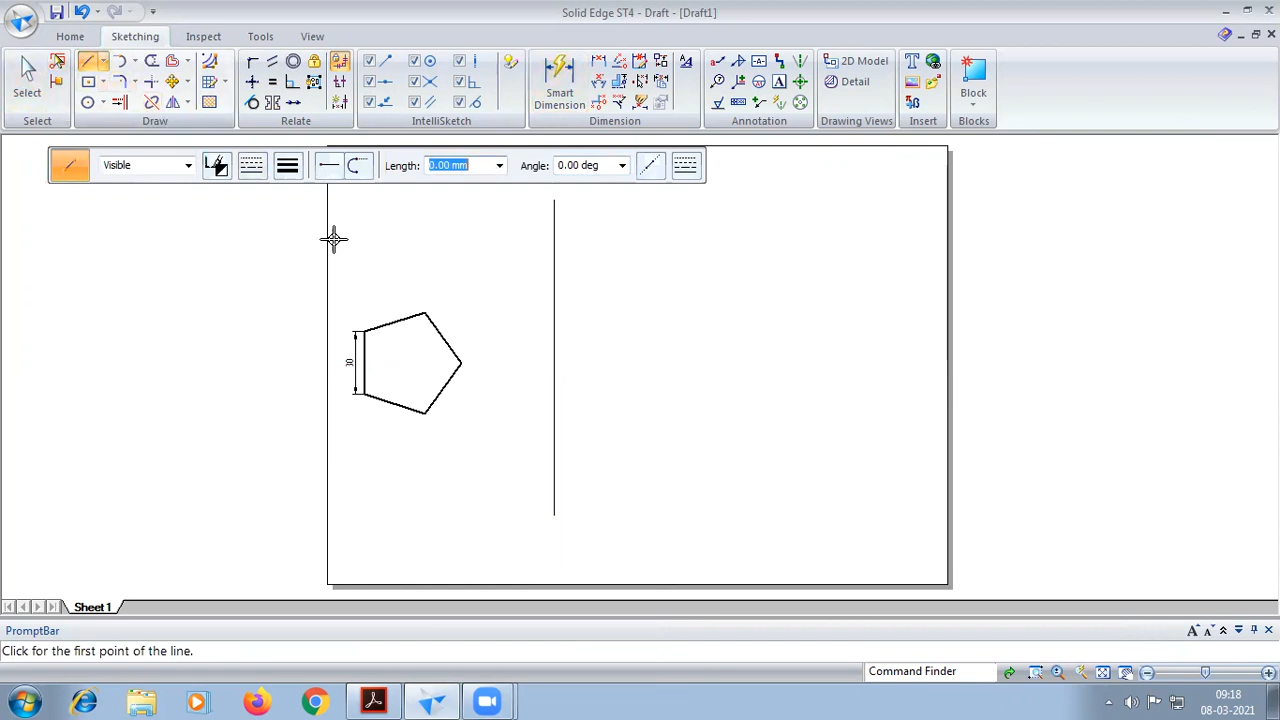 Solid Edge ST4 - Draft - [Draft1]
Home
Sketching
Inspect
Tools
View
Select
Smart
Dimension
A
2D Model
Detail
Block
Select
Draw
Relate
IntelliSketch
Dimension
Annotation
Drawing Views
Insert
Blocks
Visible
Length:
0.00 mm
Angle:
0.00 deg
30
Sheet1
PromptBar
Click for the first point of the line.
Command Finder
09:18
08-03-2021